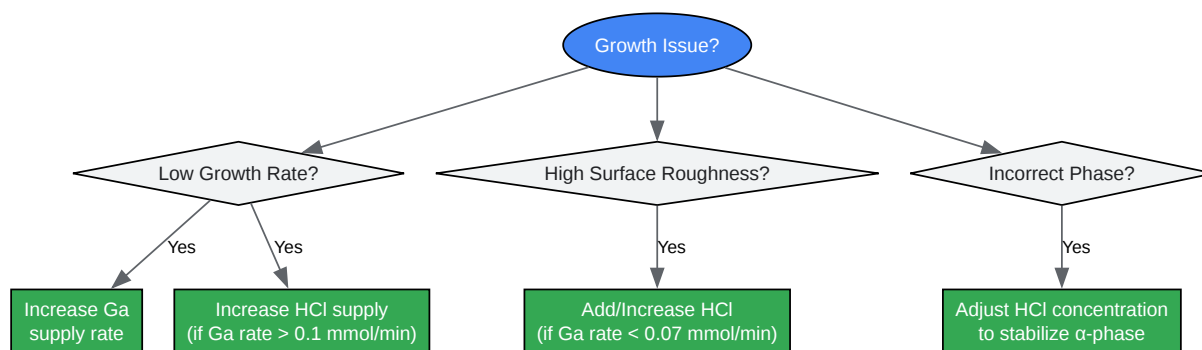 Growth Issue?
Low Growth Rate?
High Surface Roughness?
Incorrect Phase?
Yes
Yes
Yes
Yes
Increase Ga
supply rate
Increase HCl supply
(if Ga rate > 0.1 mmol/min)
Add/Increase HCl
(if Ga rate < 0.07 mmol/min)
Adjust HCl concentration
to stabilize α-phase